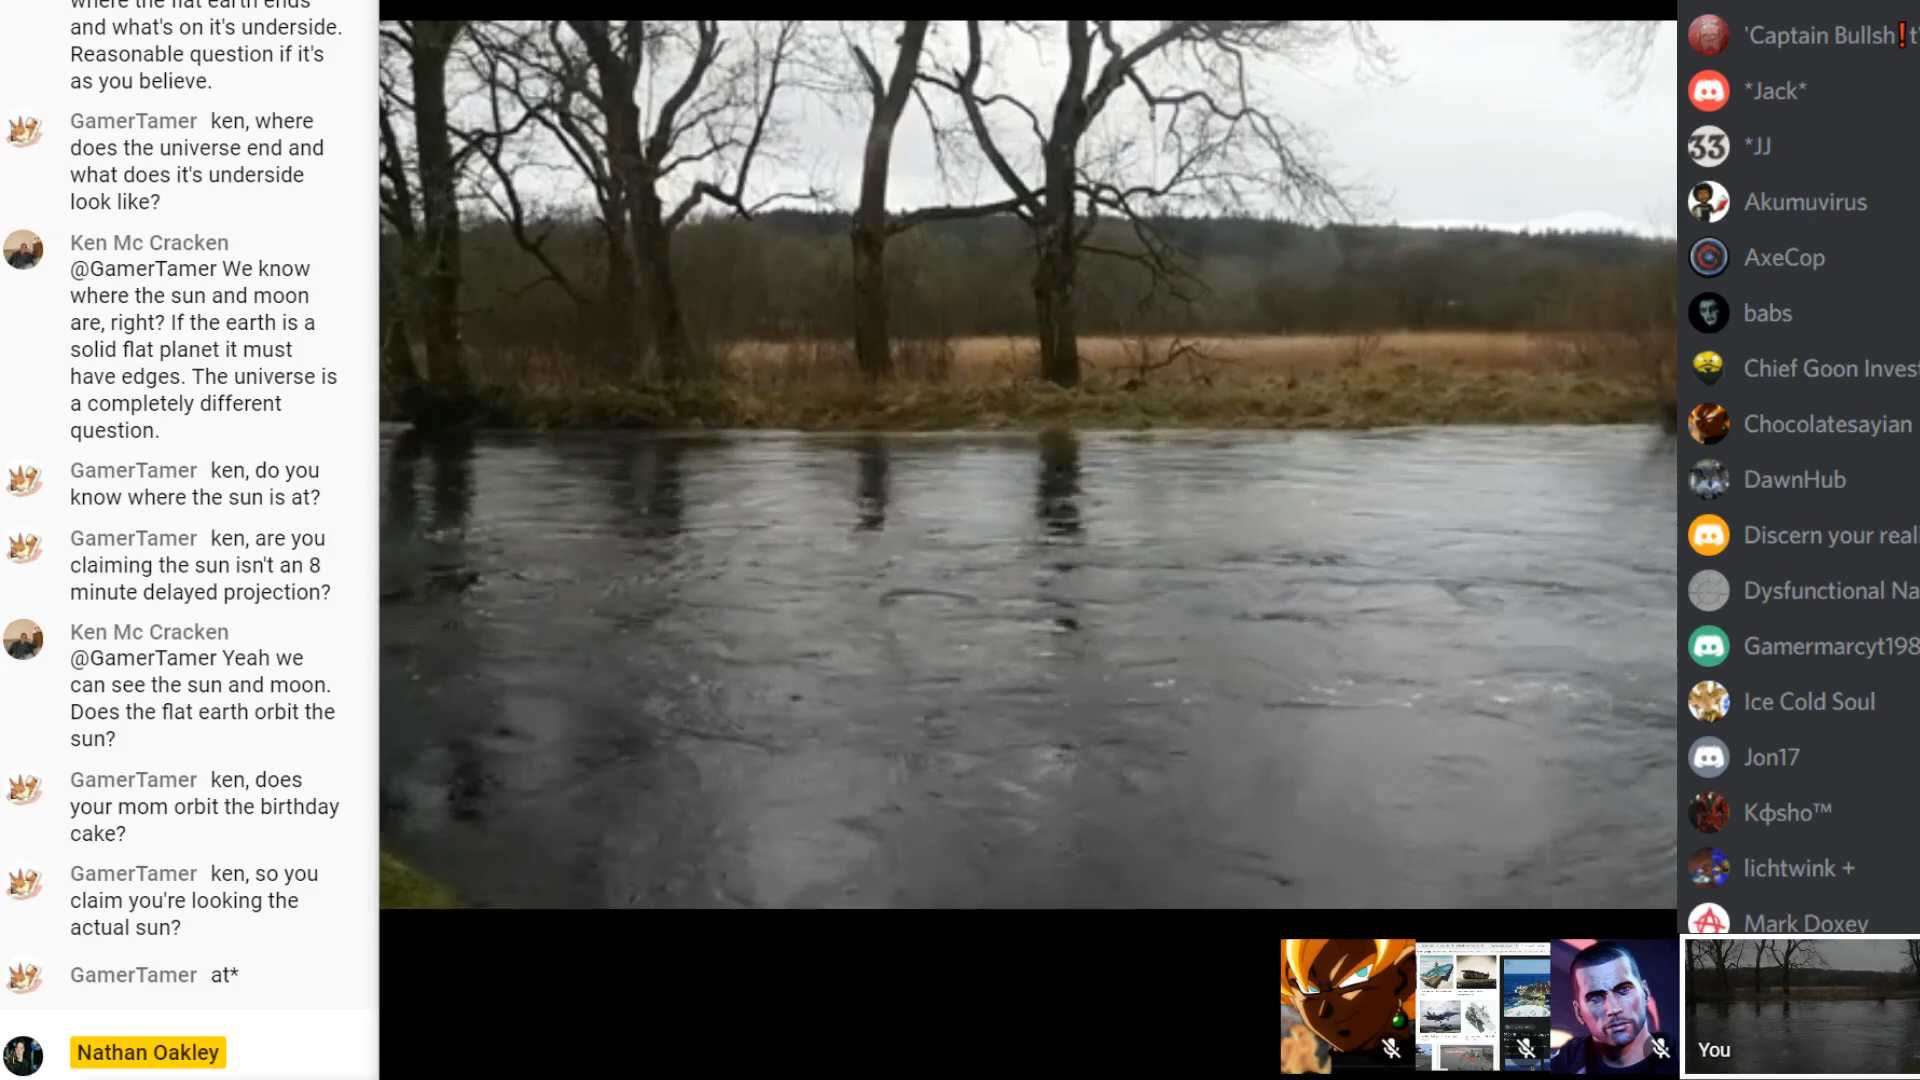 where the flat earth ends
and what's on it's underside.
Reasonable question if it's
as you believe.
GamerTamer ken, where
does the universe end and
what does it's underside
look like?
Ken Mc Cracken
@GamerTamer We know
where the sun and moon
are, right? If the earth is a
solid flat planet it must
have edges. The universe is
a completely different
question.
GamerTamer ken, do you
know where the sun is at?
GamerTamer ken, are you
claiming the sun isn't an 8
minute delayed projection?
Ken Mc Cracken
@GamerTamer Yeah we
can see the sun and moon.
Does the flat earth orbit the
sun?
GamerTamer ken, does
your mom orbit the birthday
cake?
GamerTamer ken, so you
claim you're looking the
actual sun?
GamerTamer at*
Nathan Oakley
'Captain Bullsh❗t'
*Jack*
33 *JJ
Akumuvirus
AxeCop
babs
Chief Goon Invest
Chocolatesayian
DawnHub
Discern your reali
Dysfunctional Na
Gamermarcyt198
Ice Cold Soul
Jon17
Kфsho™
lichtwink +
Mark Doxey
You